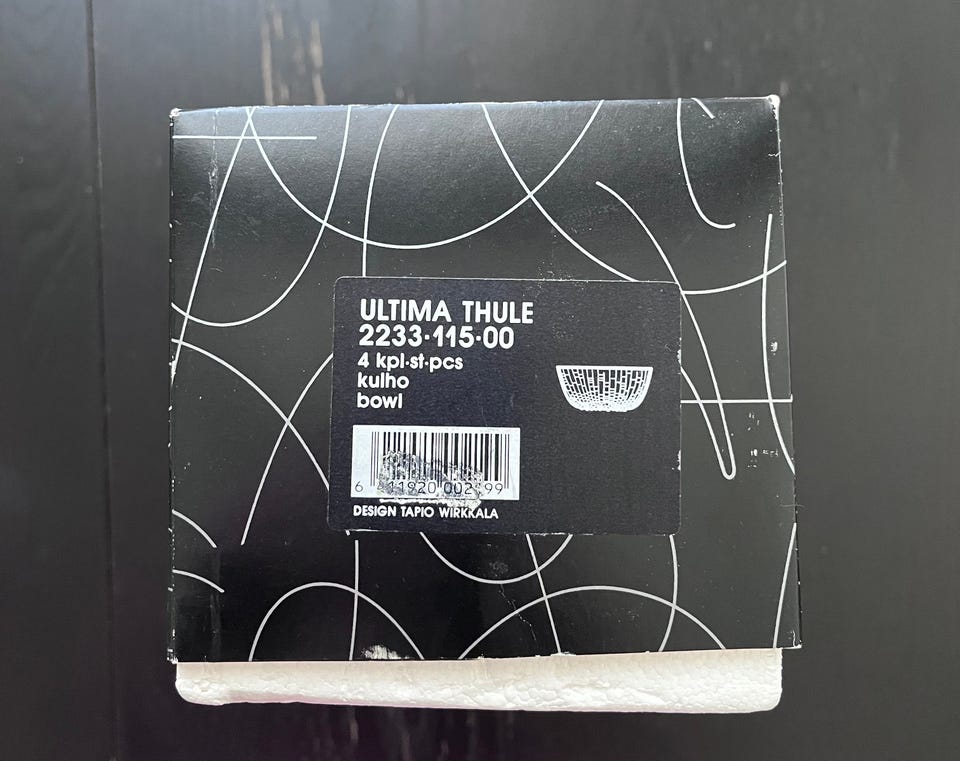 ULTIMA THULE
2233·115·00
4 kpl·st·pcs
kulho
bowl
DESIGN TAPIO WIRKKALA